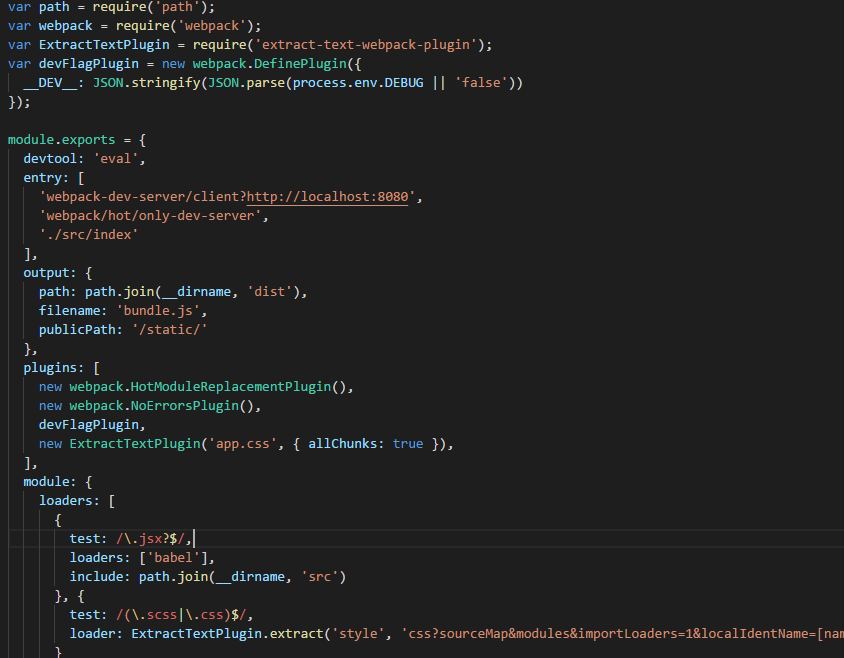 var path = require('path');
var webpack = require('webpack');
var ExtractTextPlugin = require('extract-text-webpack-plugin');
var devFlagPlugin = new webpack.DefinePlugin({
  __DEV__: JSON.stringify(JSON.parse(process.env.DEBUG || 'false'))
});

module.exports = {
  devtool: 'eval',
  entry: [
    'webpack-dev-server/client?http://localhost:8080',
    'webpack/hot/only-dev-server',
    './src/index'
  ],
  output: {
    path: path.join(__dirname, 'dist'),
    filename: 'bundle.js',
    publicPath: '/static/'
  },
  plugins: [
    new webpack.HotModuleReplacementPlugin(),
    new webpack.NoErrorsPlugin(),
    devFlagPlugin,
    new ExtractTextPlugin('app.css', { allChunks: true }),
  ],
  module: {
    loaders: [
      {
        test: /\.jsx?$/,
        loaders: ['babel'],
        include: path.join(__dirname, 'src')
      }, {
        test: /(\.scss|\.css)$/,
        loader: ExtractTextPlugin.extract('style', 'css?sourceMap&modules&importLoaders=1&localIdentName=[nam
      }